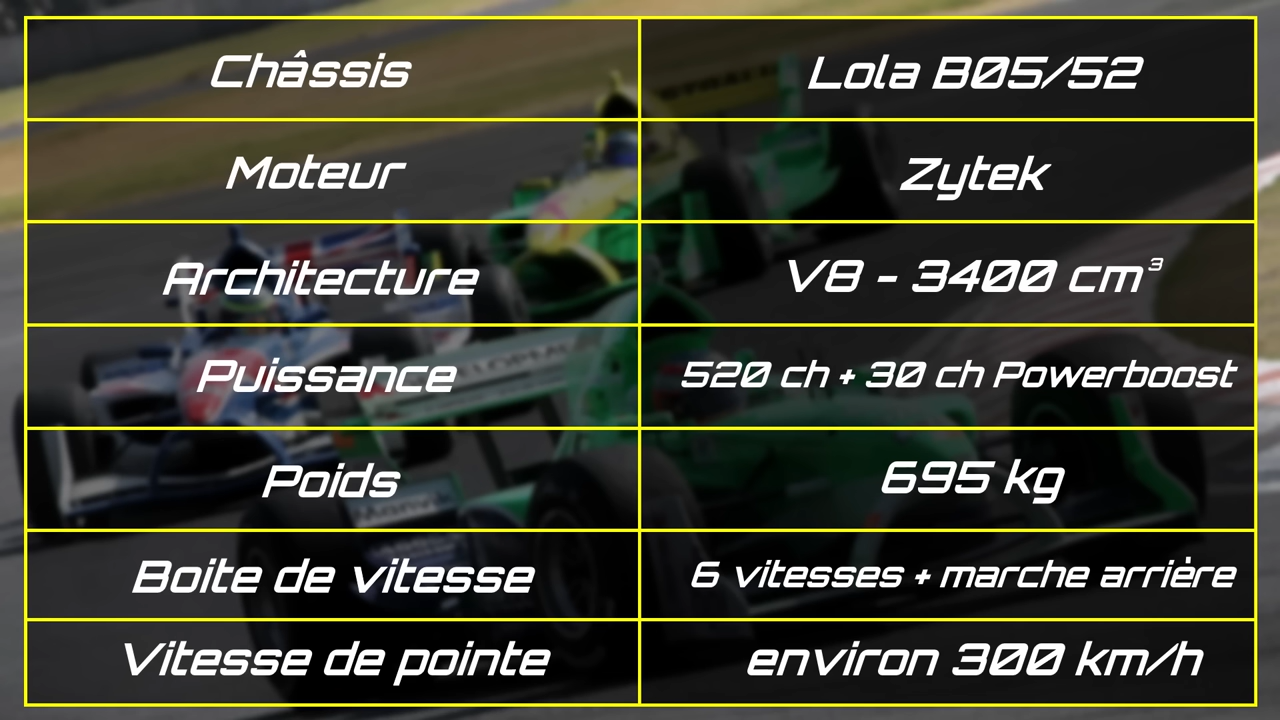 Châssis
Lola B05/52
Moteur
Zytek
Architecture
V8 - 3400 cm³
Puissance
520 ch + 30 ch Powerboost
Poids
695 kg
Boite de vitesse
6 vitesses + marche arrière
Vitesse de pointe
environ 300 km/h